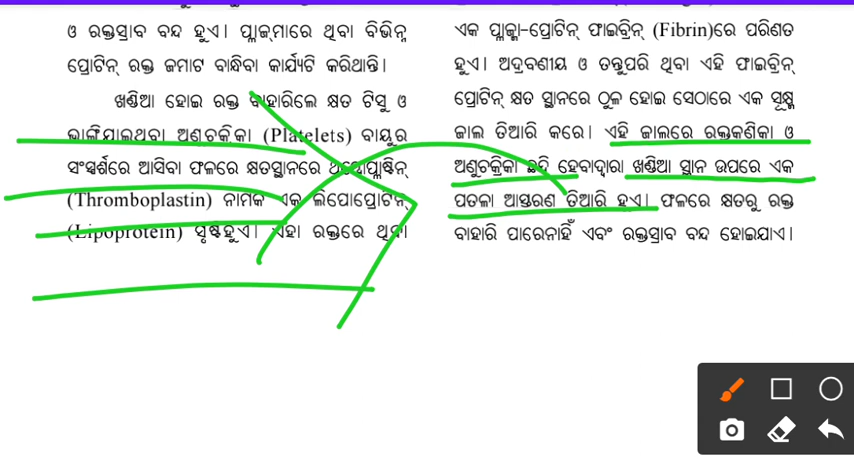 ଓ ରକ୍ତସ୍ରାବ ବନ୍ଦ ହୁଏ। ପ୍ଲାଜ୍‌ମାରେ ଥିବା ବିଭିନ୍ନ
ପ୍ରୋଟିନ୍ ରକ୍ତ ଜମାଟ ବାନ୍ଧିବା କାର୍ଯ୍ୟଟି କରିଥାନ୍ତି।
ଖଣ୍ଡିଆ ହୋଇ ରକ୍ତ ବାହାରିଲେ କ୍ଷତ ଟିସୁ ଓ
ଭାଙ୍ଗିଯାଇଥିବା ଅଣୁଚକ୍ରିକା (Platelets) ବାୟୁର
ସଂସ୍ପର୍ଶରେ ଆସିବା ଫଳରେ କ୍ଷତସ୍ଥାନରେ ଥ୍ରମ୍ବୋପ୍ଲାଷ୍ଟିନ୍
(Thromboplastin) ନାମକ ଏକ ଲିପୋପ୍ରୋଟିନ୍
(Lipoprotein) ସୃଷ୍ଟିହୁଏ। ଏହା ରକ୍ତରେ ଥିବା
ଏକ ପ୍ଲାଜ୍ମା-ପ୍ରୋଟିନ୍ ଫାଇବ୍ରିନ୍ (Fibrin)ରେ ପରିଣତ
ହୁଏ। ଅଦ୍ରବଣୀୟ ଓ ତନ୍ତୁପରି ଥିବା ଏହି ଫାଇବ୍ରିନ୍
ପ୍ରୋଟିନ୍ କ୍ଷତ ସ୍ଥାନରେ ଠୁଳ ହୋଇ ସେଠାରେ ଏକ ସୂକ୍ଷ୍ମ
ଜାଲ ତିଆରି କରେ। ଏହି ଜାଲରେ ରକ୍ତକଣିକା ଓ
ଅଣୁଚକ୍ରିକା ଛନ୍ଦି ହେବାଦ୍ୱାରା ଖଣ୍ଡିଆ ସ୍ଥାନ ଉପରେ ଏକ
ପତଳା ଆସ୍ତରଣ ତିଆରି ହୁଏ। ଫଳରେ କ୍ଷତରୁ ରକ୍ତ
ବାହାରି ପାରେନାହିଁ ଏବଂ ରକ୍ତସ୍ରାବ ବନ୍ଦ ହୋଇଯାଏ।